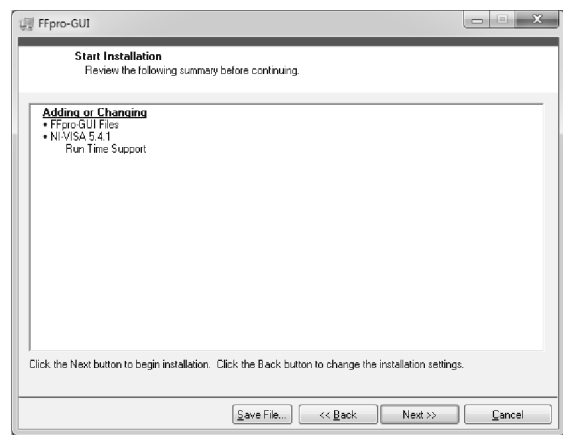 FFpro-GUI
Start Installation
Review the following summary before continuing.
Adding or Changing
• FFpro-GUI Files
• NI-VISA 5.4.1
Run Time Support
Click the Next button to begin installation. Click the Back button to change the installation settings.
Save File... << Back Next >> Cancel